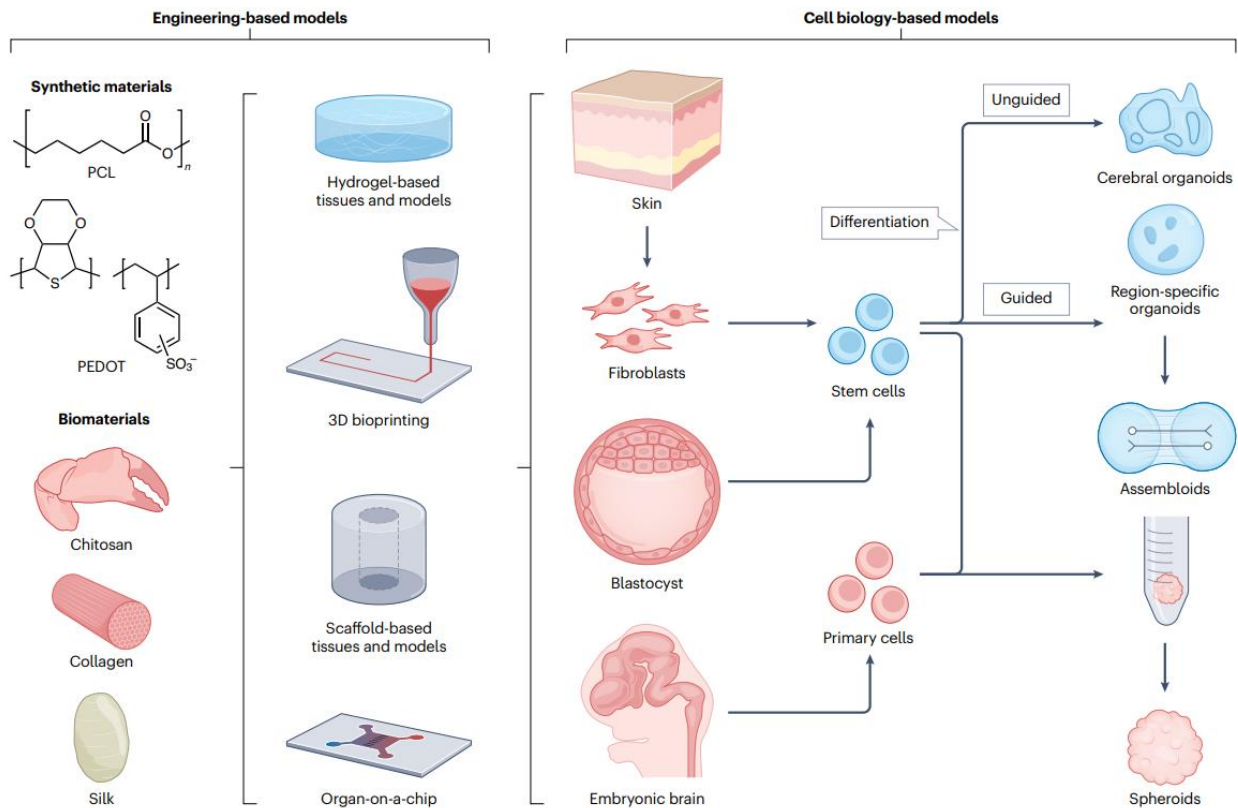 Engineering-based models
Cell biology-based models
Synthetic materials
O
O
n
PCL
O
O
S
SO3−
PEDOT
Biomaterials
Chitosan
Collagen
Silk
Hydrogel-based
tissues and models
3D bioprinting
Scaffold-based
tissues and models
Organ-on-a-chip
Skin
Fibroblasts
Blastocyst
Embryonic brain
Stem cells
Primary cells
Differentiation
Unguided
Guided
Cerebral organoids
Region-specific
organoids
Assembloids
Spheroids